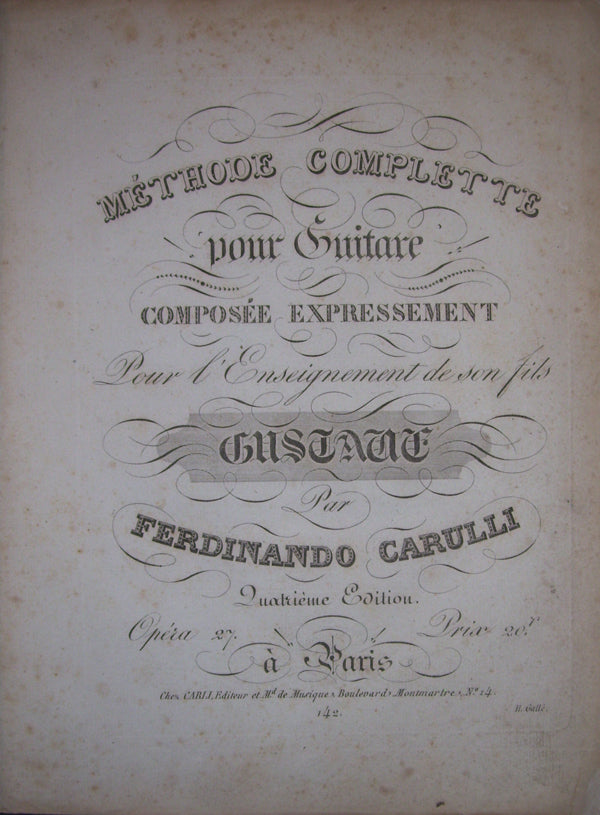 MÉTHODE COMPLETTE
pour Guitare
COMPOSÉE EXPRESSEMENT
Pour l'Enseignement de son fils
GUSTAVE
Par
FERDINANDO CARULLI
Quatrième Edition.
Opéra 27. Prix 20.f
à Paris
Chez CARLI, Editeur et Md. de Musique, Boulevard Montmartre, No. 14.
142.